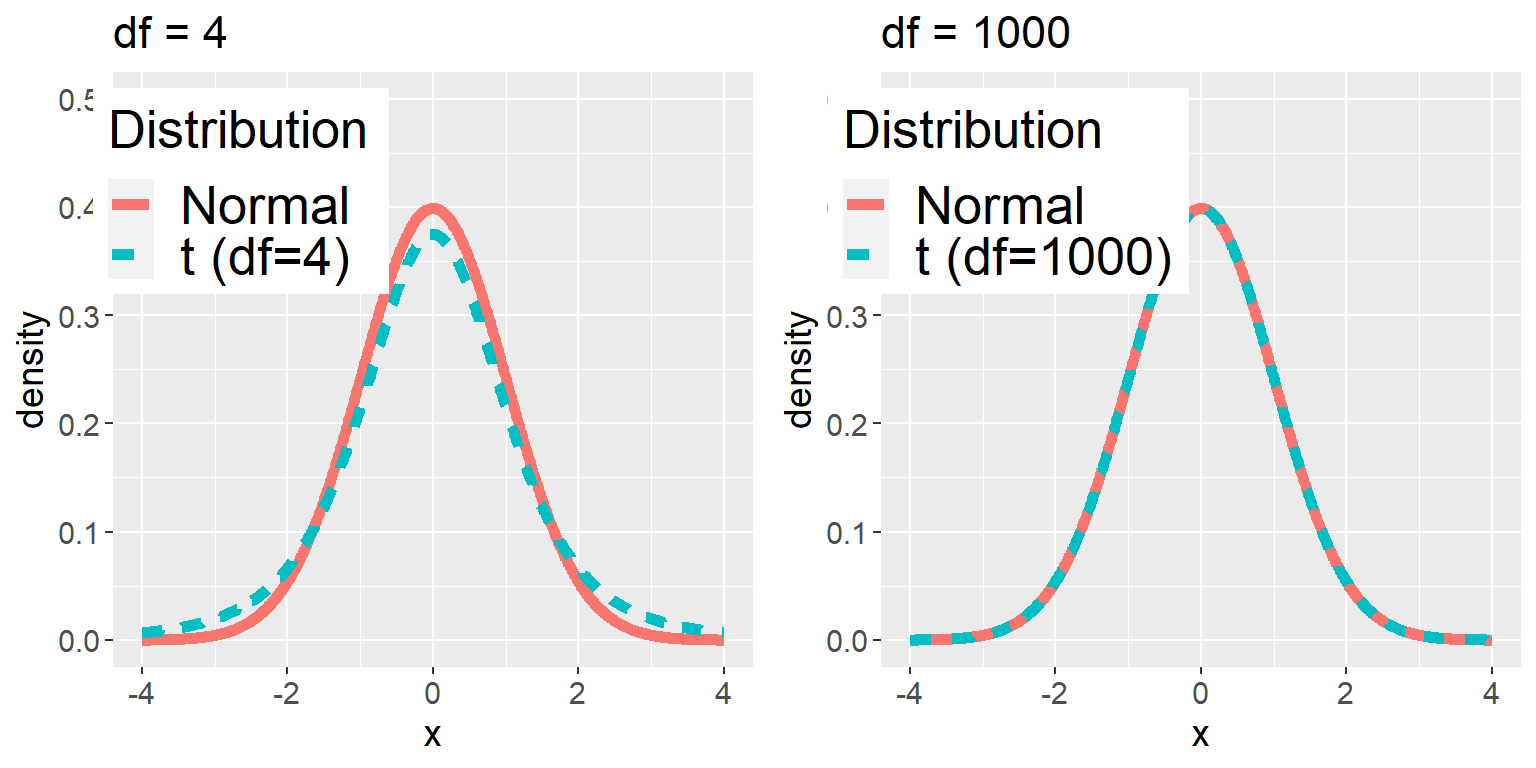 df = 4
Distribution
Normal
t (df=4)
0.4
0.3
0.2
0.1
0.0
density
-4 -2 0 2 4
x
df = 1000
Distribution
Normal
t (df=1000)
0.3
0.2
0.1
0.0
density
-4 -2 0 2 4
x